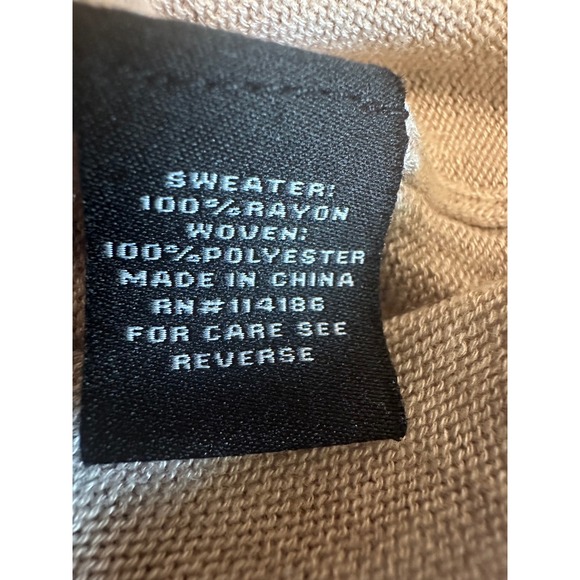 SWEATER:
100%RAYON
WOVEN:
100%POLYESTER
MADE IN CHINA
RN#114186
FOR CARE SEE
REVERSE